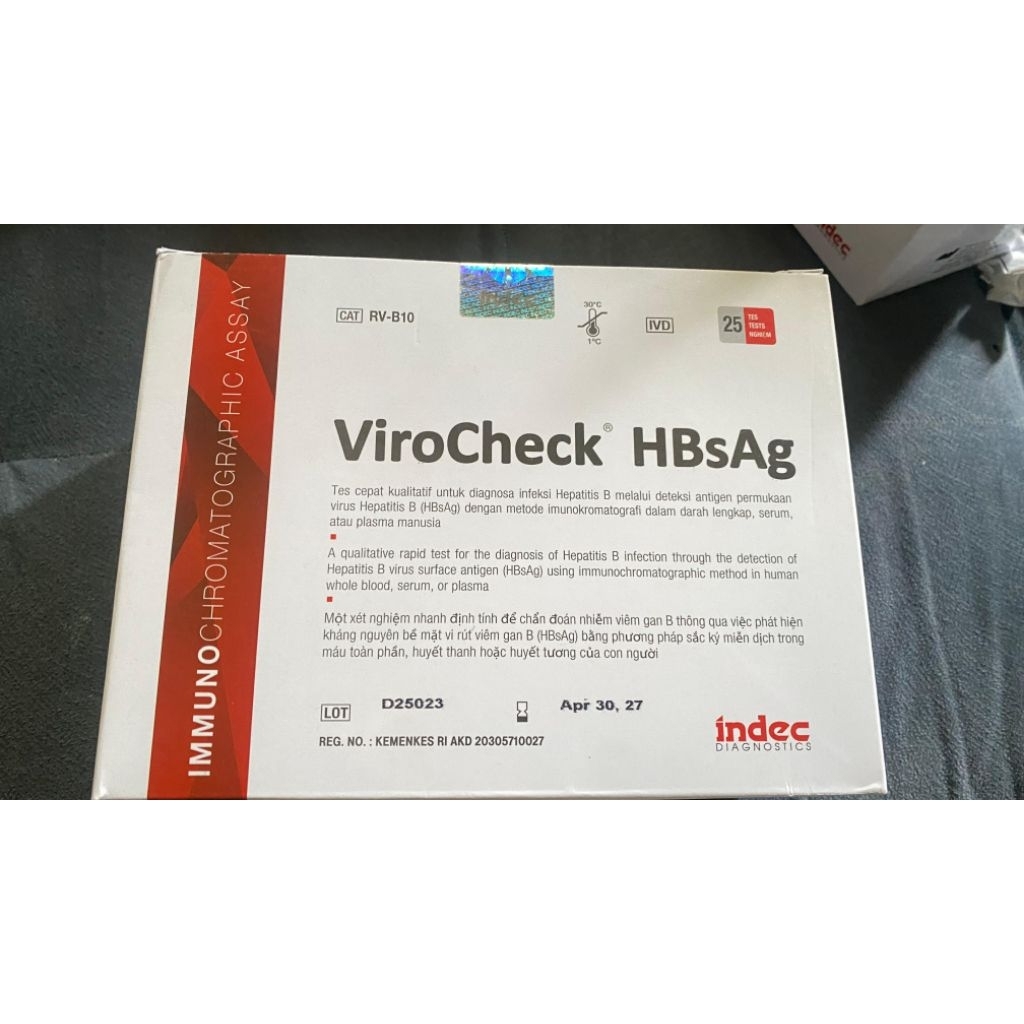 indec
IMMUNOCHROMATOGRAPHIC ASSAY
CAT RV-B10
indec
30°C
1°C
IVD
25 TES
TESTS
NGHIỆM
ViroCheck® HBsAg
Tes cepat kualitatif untuk diagnosa infeksi Hepatitis B melalui deteksi antigen permukaan
virus Hepatitis B (HBsAg) dengan metode imunokromatografi dalam darah lengkap, serum,
atau plasma manusia
A qualitative rapid test for the diagnosis of Hepatitis B infection through the detection of
Hepatitis B virus surface antigen (HBsAg) using immunochromatographic method in human
whole blood, serum, or plasma
Một xét nghiệm nhanh định tính để chẩn đoán nhiễm viêm gan B thông qua việc phát hiện
kháng nguyên bề mặt vi rút viêm gan B (HBsAg) bằng phương pháp sắc ký miễn dịch trong
máu toàn phần, huyết thanh hoặc huyết tương của con người
LOT D25023 Apr 30, 27
REG. NO. : KEMENKES RI AKD 20305710027
indec
DIAGNOSTICS